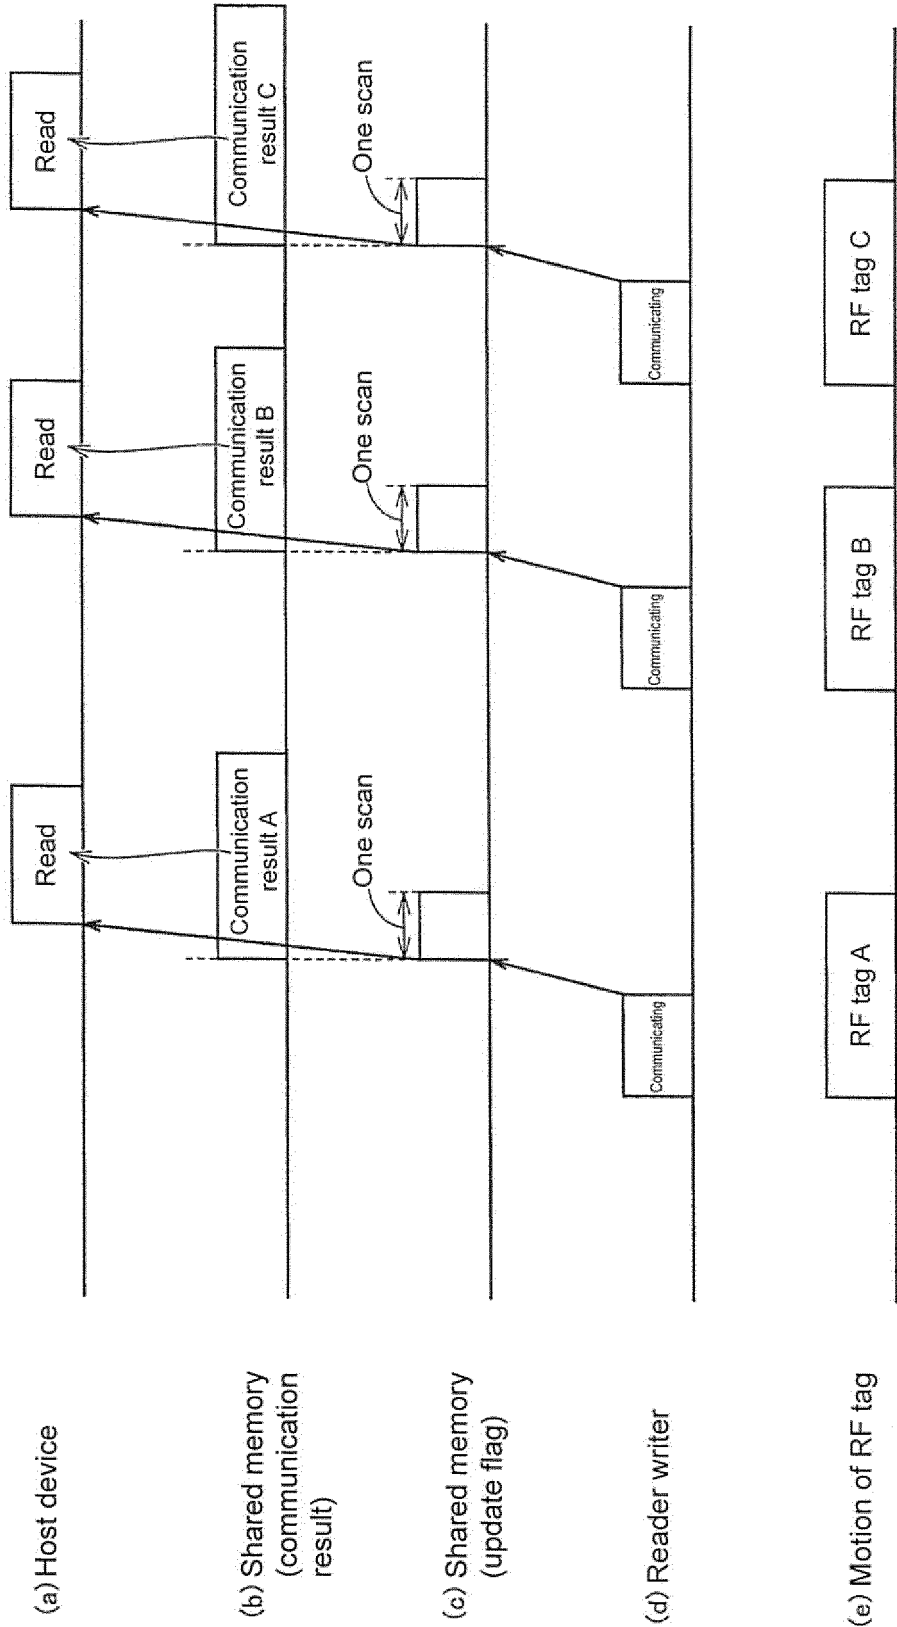 (a) Host device
Read
Read
Read
(b) Shared memory
(communication
result)
Communication
result A
Communication
result B
Communication
result C
(c) Shared memory
(update flag)
One scan
One scan
One scan
(d) Reader writer
Communicating
Communicating
Communicating
(e) Motion of RF tag
RF tag A
RF tag B
RF tag C